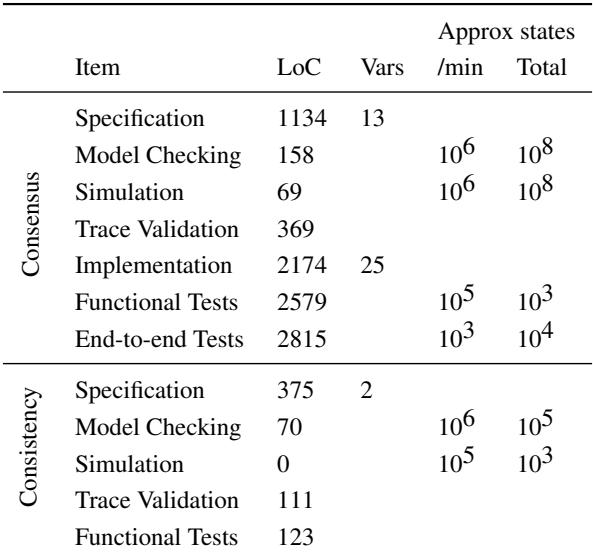 Approx states
Item LoC Vars /min Total
Consensus
Specification 1134 13
Model Checking 158 10^6 10^8
Simulation 69 10^6 10^8
Trace Validation 369
Implementation 2174 25
Functional Tests 2579 10^5 10^3
End-to-end Tests 2815 10^3 10^4
Consistency
Specification 375 2
Model Checking 70 10^6 10^5
Simulation 0 10^5 10^3
Trace Validation 111
Functional Tests 123